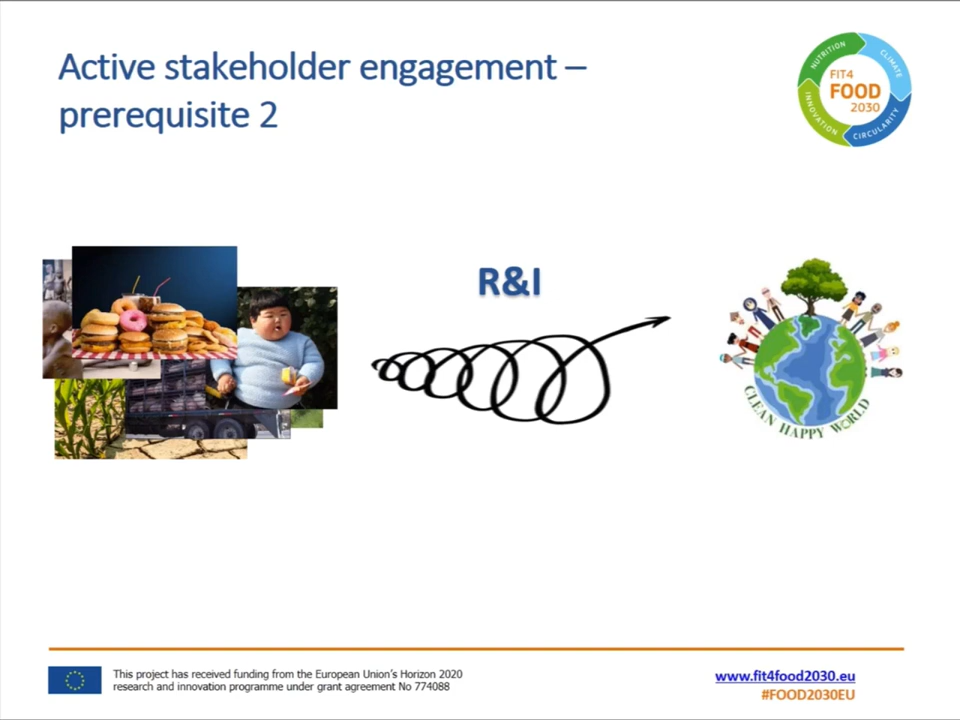 Active stakeholder engagement –
prerequisite 2
NUTRITION
CLIMATE
CIRCULARITY
INNOVATION
FIT4
FOOD
2030
R&I
CLEAN HAPPY WORLD
This project has received funding from the European Union's Horizon 2020
research and innovation programme under grant agreement No 774088
www.fit4food2030.eu
#FOOD2030EU